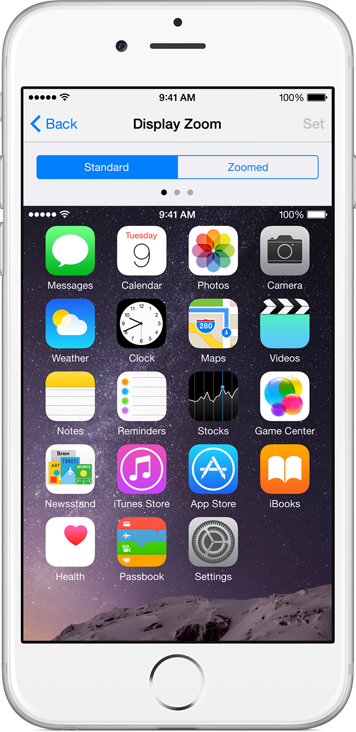 9:41 AM 100%
Back Display Zoom Set
Standard Zoomed
9:41 AM 100%
Tuesday
9
Messages Calendar Photos Camera
280
Weather Clock Maps Videos
Notes Reminders Stocks Game Center
Newsstand iTunes Store App Store iBooks
Health Passbook Settings